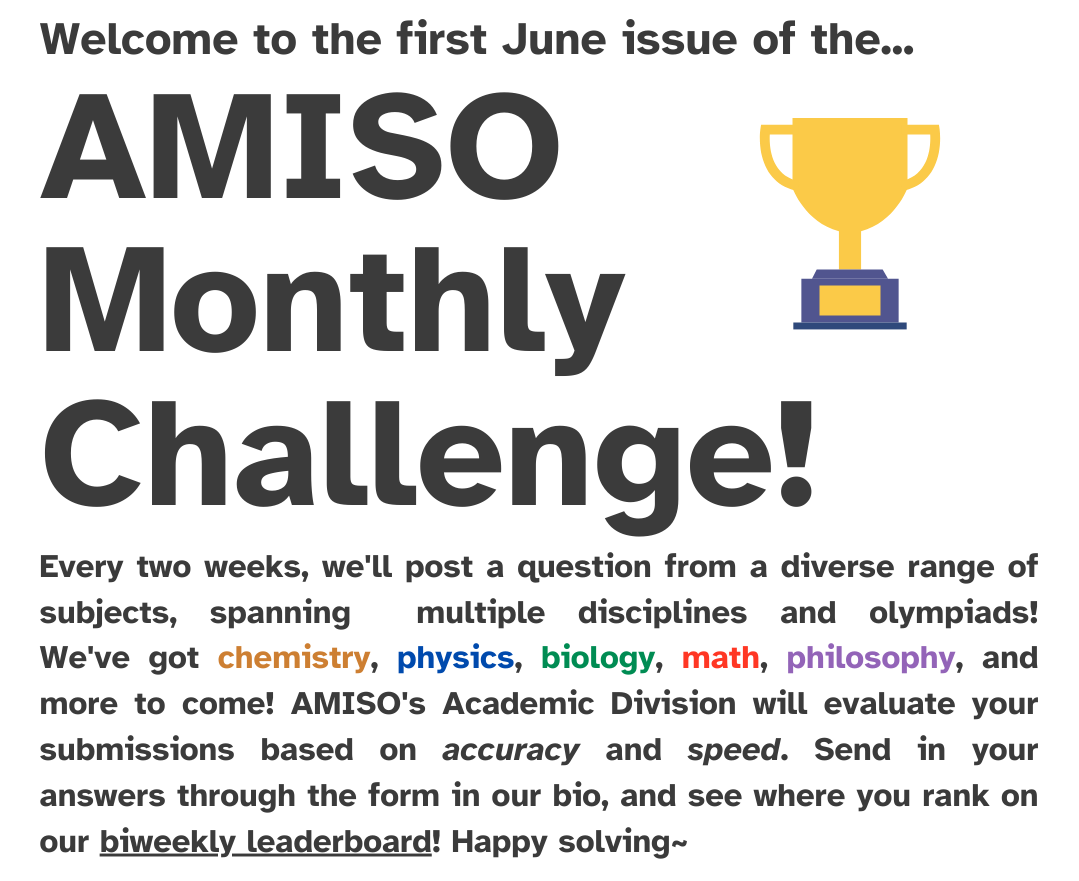 Welcome to the first June issue of the...
AMISO
Monthly
Challenge!
Every two weeks, we'll post a question from a diverse range of
subjects, spanning multiple disciplines and olympiads!
We've got chemistry, physics, biology, math, philosophy, and
more to come! AMISO's Academic Division will evaluate your
submissions based on accuracy and speed. Send in your
answers through the form in our bio, and see where you rank on
our biweekly leaderboard! Happy solving~